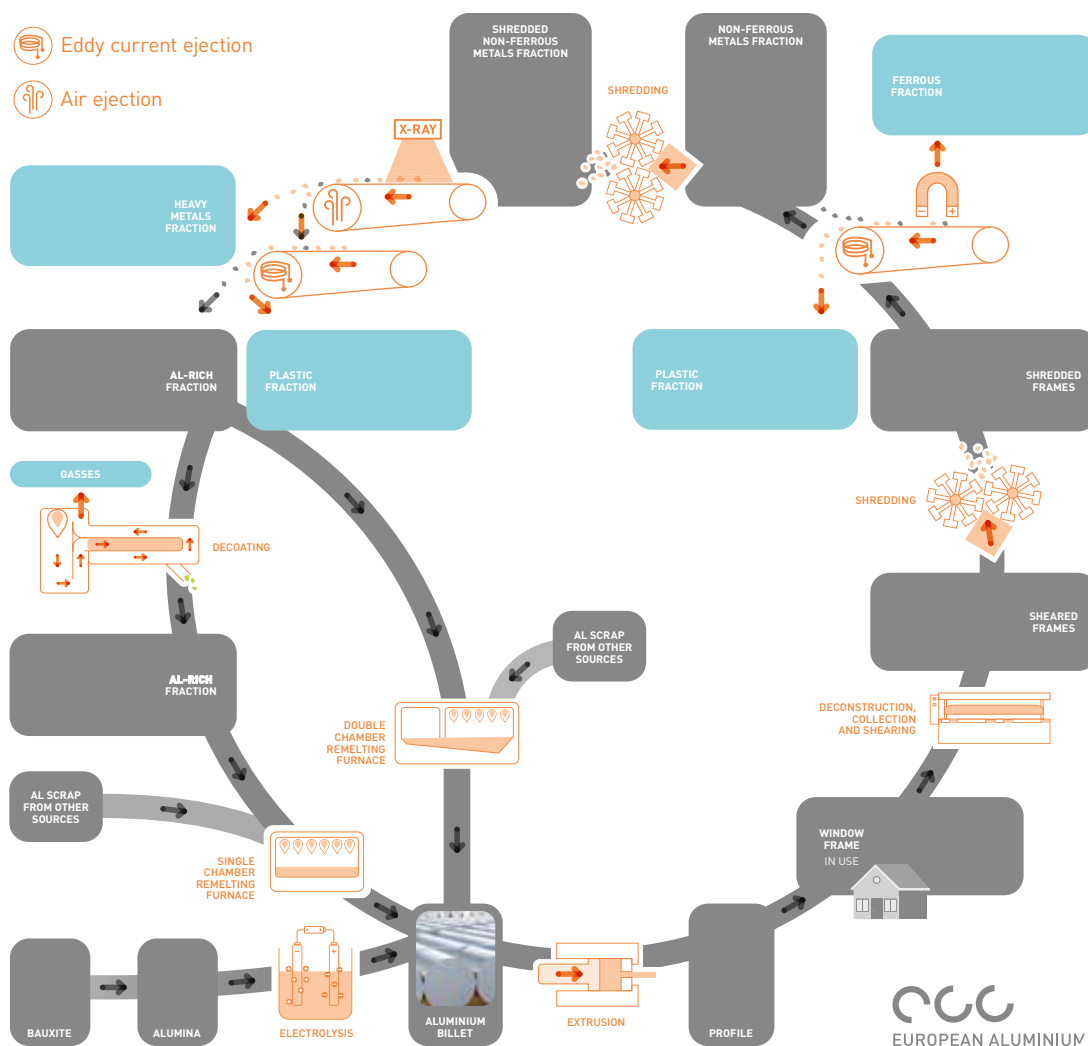 Eddy current ejection
Air ejection
SHREDDED
NON-FERROUS
METALS FRACTION
NON-FERROUS
METALS FRACTION
FERROUS
FRACTION
SHREDDING
X-RAY
HEAVY
METALS
FRACTION
AL-RICH
FRACTION
PLASTIC
FRACTION
PLASTIC
FRACTION
SHREDDED
FRAMES
GASSES
SHREDDING
DECOATING
SHEARED
FRAMES
AL SCRAP
FROM OTHER
SOURCES
AL-RICH
FRACTION
DOUBLE
CHAMBER
REMELTING
FURNACE
DECONSTRUCTION,
COLLECTION
AND SHEARING
AL SCRAP
FROM OTHER
SOURCES
WINDOW
FRAME
IN USE
SINGLE
CHAMBER
REMELTING
FURNACE
BAUXITE
ALUMINA
ELECTROLYSIS
ALUMINIUM
BILLET
EXTRUSION
PROFILE
EUROPEAN ALUMINIUM